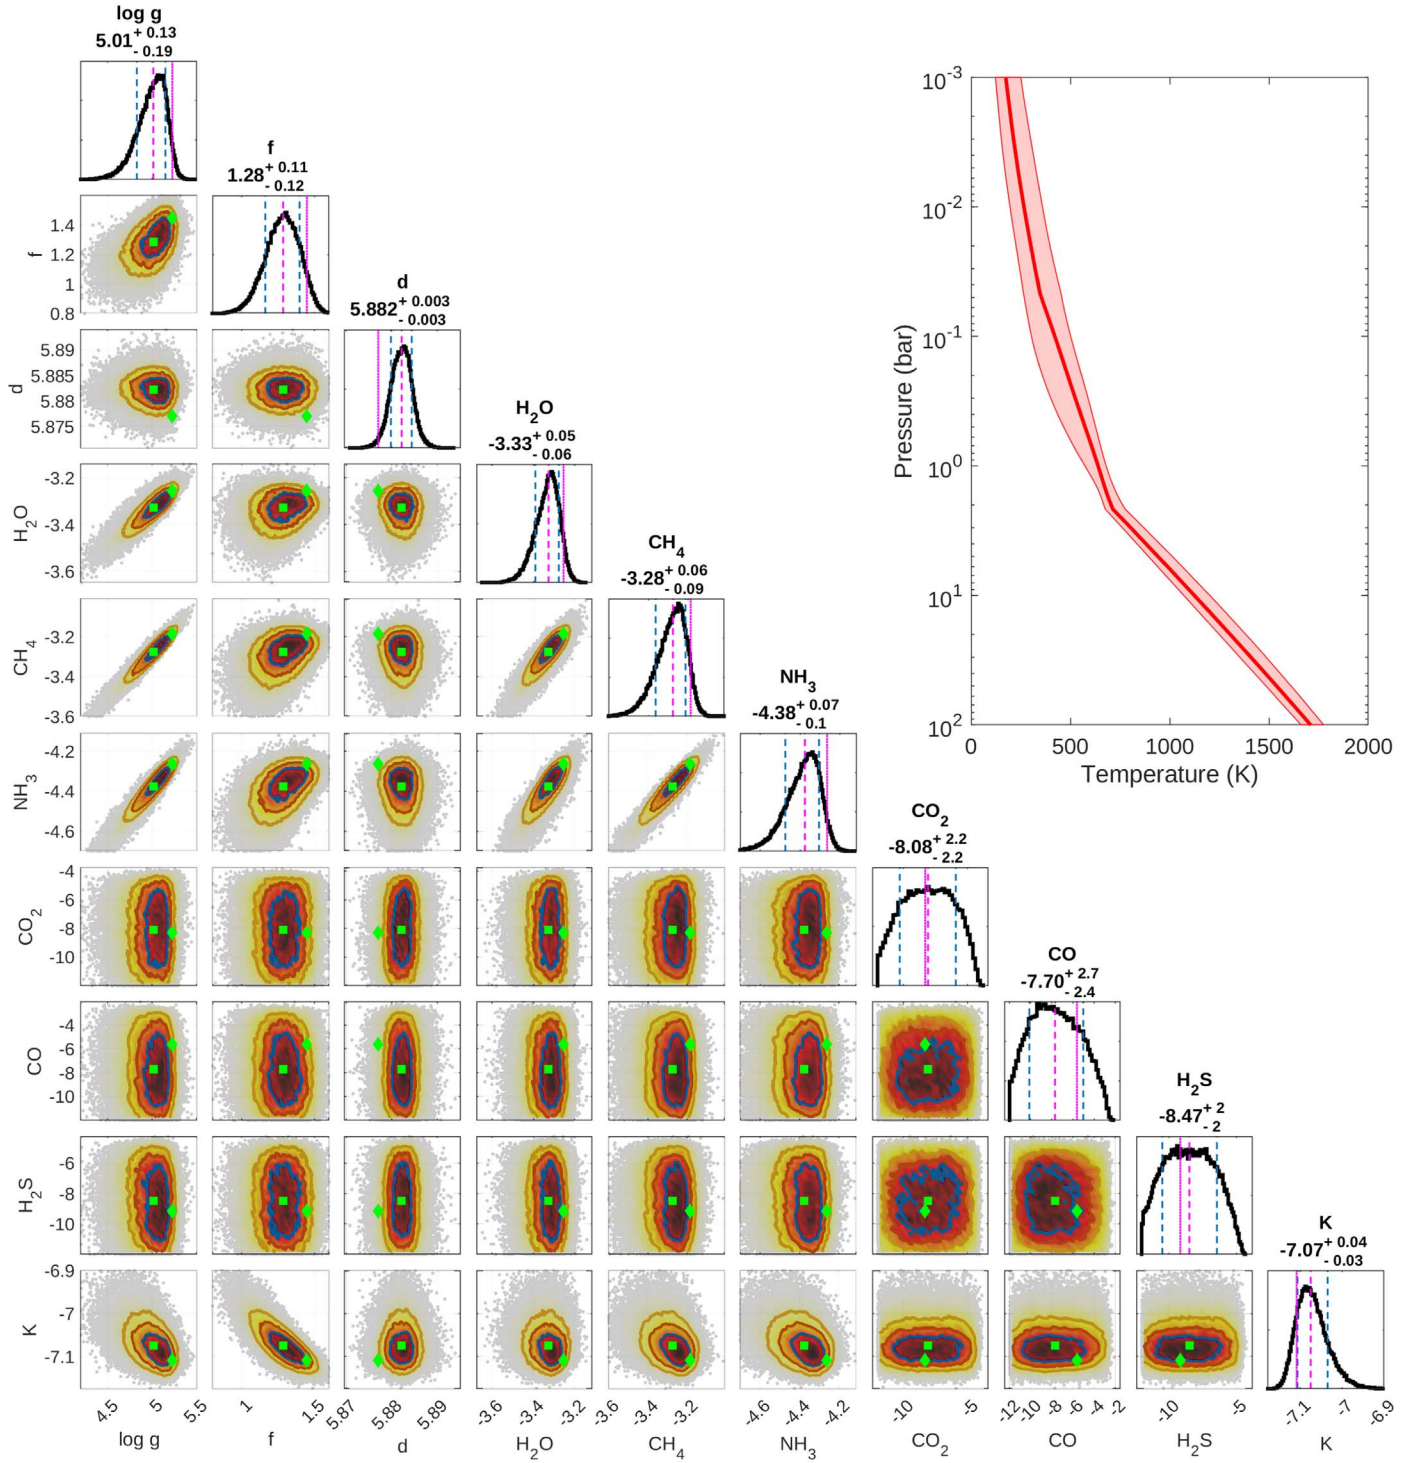 log g
5.01 + 0.13 - 0.19
f
1.28 + 0.11 - 0.12
d
5.882 + 0.003 - 0.003
H2O
-3.33 + 0.05 - 0.06
CH4
-3.28 + 0.06 - 0.09
NH3
-4.38 + 0.07 - 0.1
CO2
-8.08 + 2.2 - 2.2
CO
-7.70 + 2.7 - 2.4
H2S
-8.47 + 2 - 2
K
-7.07 + 0.04 - 0.03
f
1.4
1.2
1
0.8
d
5.89
5.885
5.88
5.875
H2O
-3.2
-3.4
-3.6
CH4
-3.2
-3.4
-3.6
NH3
-4.2
-4.4
-4.6
CO2
-4
-6
-8
-10
CO
-4
-6
-8
-10
H2S
-6
-8
-10
K
-6.9
-7
-7.1
4.5 5 5.5
1 1.5
5.87 5.88 5.89
-3.6 -3.4 -3.2
-3.6 -3.4 -3.2
-4.6 -4.4 -4.2
-10 -5
-12 -10 -8 -6 -4 -2
-10 -5
-7.1 -7 -6.9
log g f d H2O CH4 NH3 CO2 CO H2S K
Pressure (bar)
10-3
10-2
10-1
100
101
102
0 500 1000 1500 2000
Temperature (K)